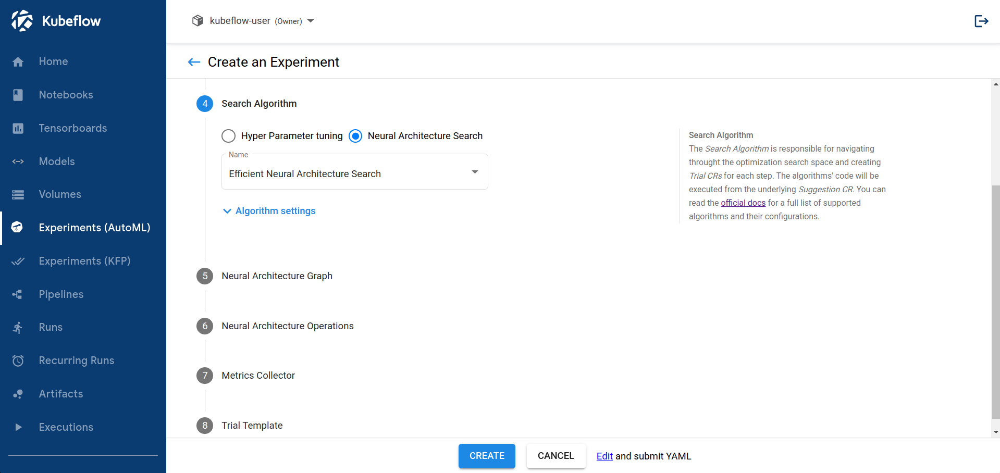 Kubeflow
Home
Notebooks
Tensorboards
Models
Volumes
Experiments (AutoML)
Experiments (KFP)
Pipelines
Runs
Recurring Runs
Artifacts
Executions
kubeflow-user (Owner)
Create an Experiment
4 Search Algorithm
Hyper Parameter tuning Neural Architecture Search
Name
Efficient Neural Architecture Search
Algorithm settings
Search Algorithm
The Search Algorithm is responsible for navigating
throught the optimization search space and creating
Trial CRs for each step. The algorithms' code will be
executed from the underlying Suggestion CR. You can
read the official docs for a full list of supported
algorithms and their configurations.
5 Neural Architecture Graph
6 Neural Architecture Operations
7 Metrics Collector
8 Trial Template
CREATE CANCEL Edit and submit YAML